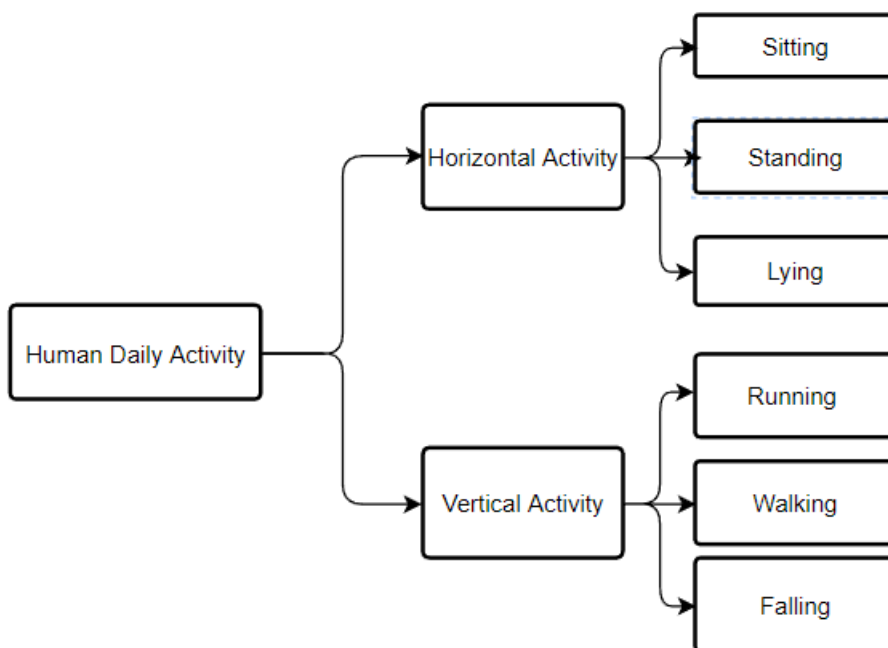 Sitting
Horizontal Activity
Standing
Lying
Human Daily Activity
Running
Vertical Activity
Walking
Falling